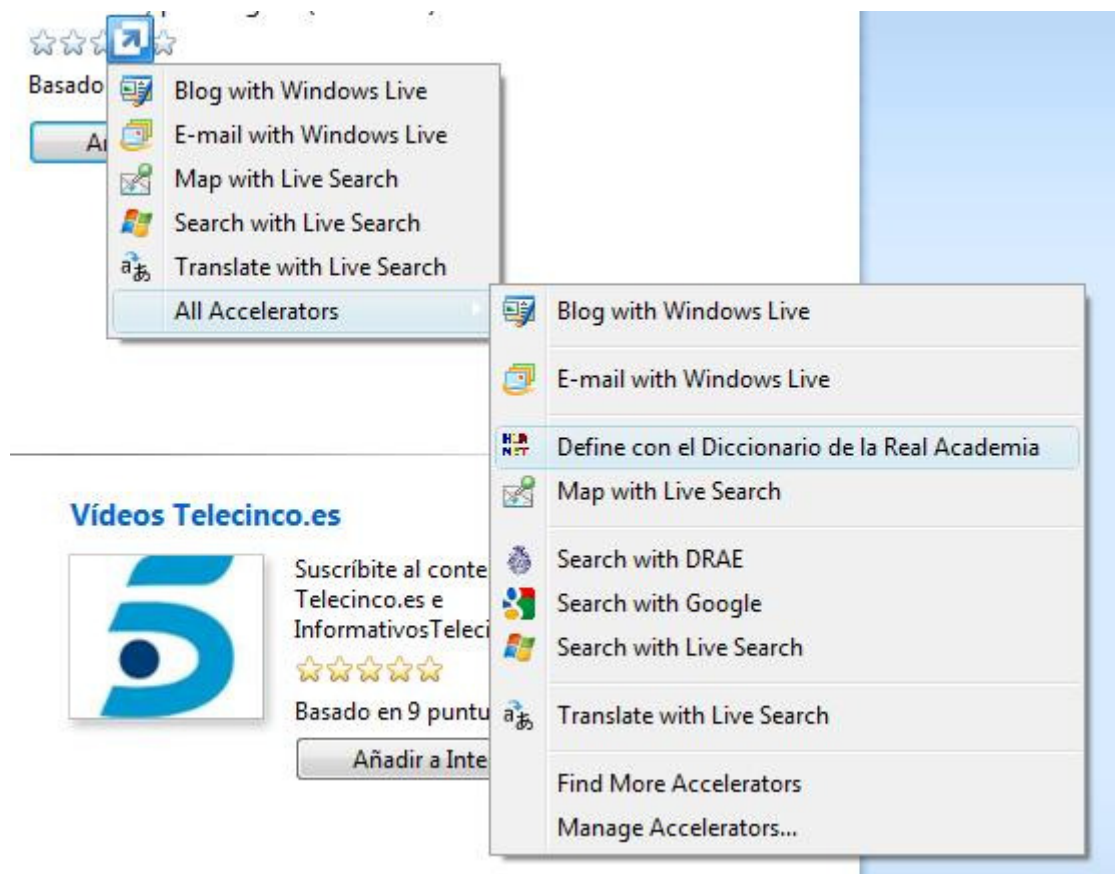 Basado
Blog with Windows Live
E-mail with Windows Live
Map with Live Search
Search with Live Search
Translate with Live Search
All Accelerators
Blog with Windows Live
E-mail with Windows Live
Define con el Diccionario de la Real Academia
Map with Live Search
Search with DRAE
Search with Google
Search with Live Search
Translate with Live Search
Find More Accelerators
Manage Accelerators...
Vídeos Telecinco.es
Suscríbite al conte
Telecinco.es e
InformativosTeleci
Basado en 9 puntu
Añadir a Inte